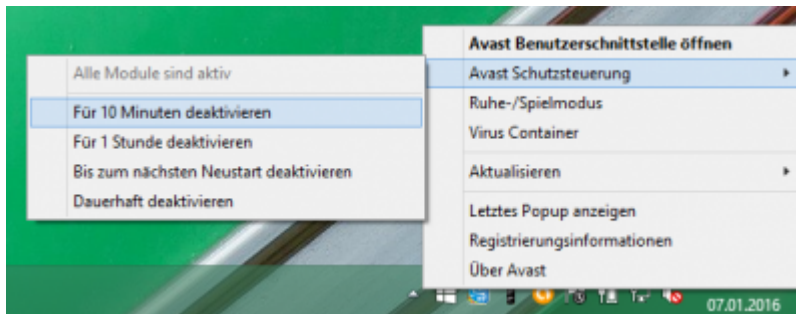 Avast Benutzerschnittstelle öffnen
Avast Schutzsteuerung
Ruhe-/Spielmodus
Virus Container
Aktualisieren
Letztes Popup anzeigen
Registrierungsinformationen
Über Avast
Alle Module sind aktiv
Für 10 Minuten deaktivieren
Für 1 Stunde deaktivieren
Bis zum nächsten Neustart deaktivieren
Dauerhaft deaktivieren
07.01.2016